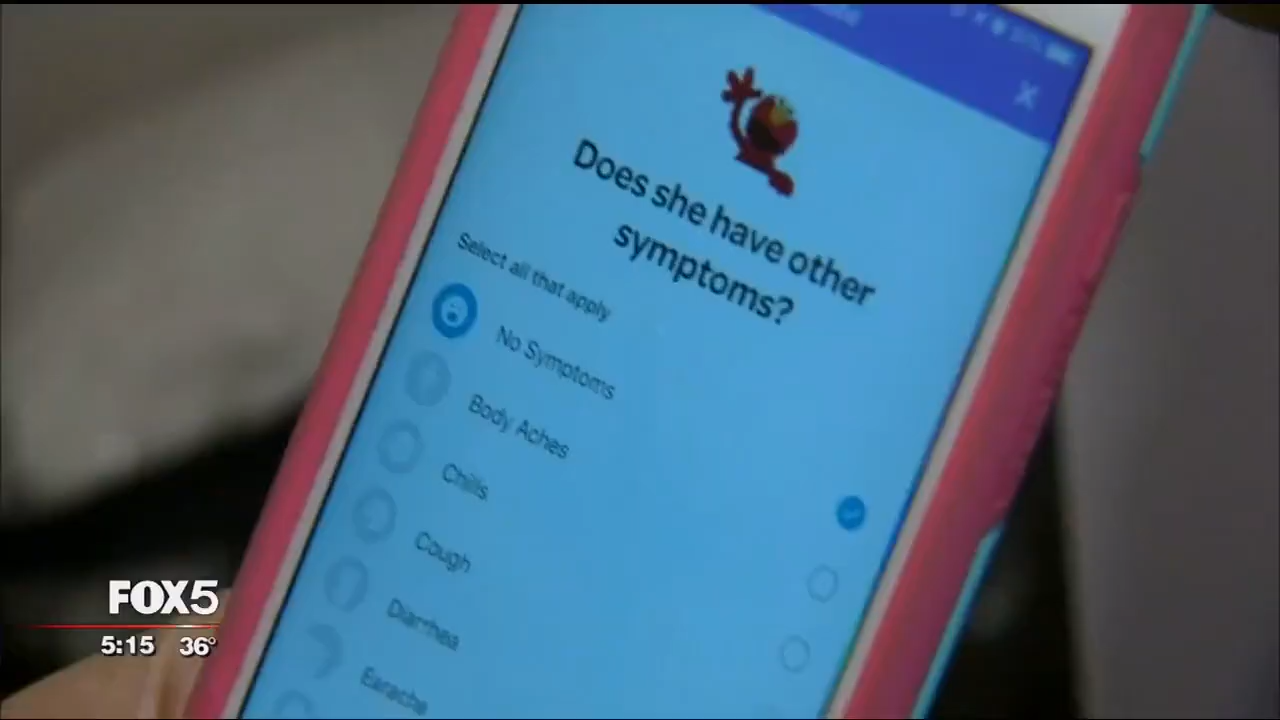 X
Does she have other
symptoms?
Select all that apply
No Symptoms
Body Aches
Chills
Cough
Diarrhea
Earache
FOX5
5:15 36°